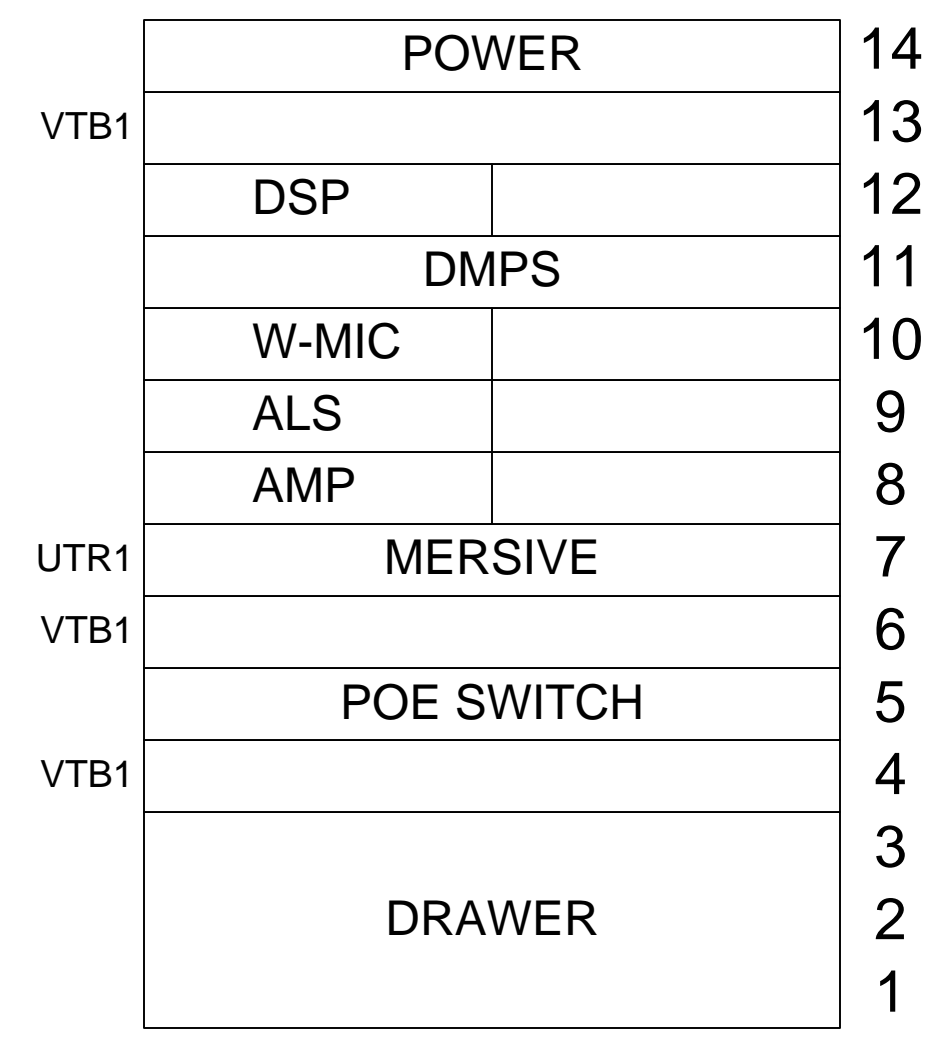 POWER 14
VTB1 13
DSP 12
DMPS 11
W-MIC 10
ALS 9
AMP 8
UTR1 MERSIVE 7
VTB1 6
POE SWITCH 5
VTB1 4
3
DRAWER 2
1